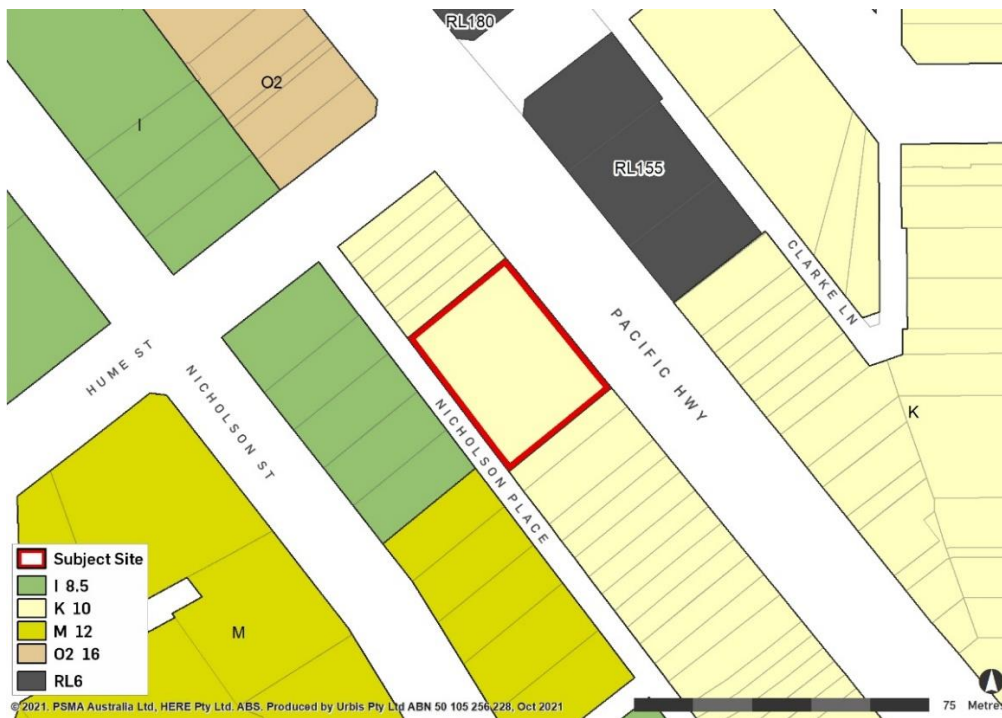 RL180
O2
I
RL155
CLARKE LN
PACIFIC HWY
HUME ST
NICHOLSON ST
NICHOLSON PLACE
K
M
Subject Site
I 8.5
K 10
M 12
O2 16
RL6
© 2021. PSMA Australia Ltd, HERE Pty Ltd. ABS. Produced by Urbis Pty Ltd ABN 50 105 256 228, Oct 2021
75 Metres